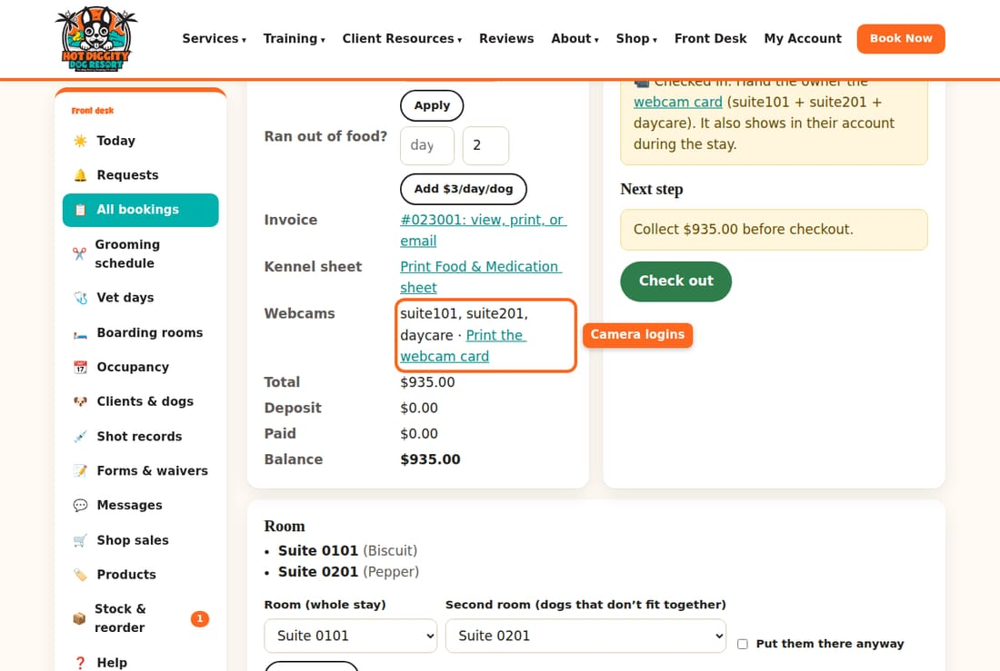 HOT DIGGITY
DOG RESORT
Services ▾ Training ▾ Client Resources ▾ Reviews About ▾ Shop ▾ Front Desk My Account Book Now
Front desk
☀️ Today
🔔 Requests
📋 All bookings
✂️ Grooming
schedule
🩺 Vet days
🛏️ Boarding rooms
📆 Occupancy
🐶 Clients & dogs
💉 Shot records
📝 Forms & waivers
💬 Messages
🛒 Shop sales
🏷️ Products
📦 Stock &
reorder 1
❓ Help
Apply
Ran out of food? day 2
Add $3/day/dog
Invoice #023001: view, print, or
email
Kennel sheet Print Food & Medication
sheet
Webcams suite101, suite201,
daycare · Print the
webcam card
Camera logins
Total $935.00
Deposit $0.00
Paid $0.00
Balance $935.00
📹 Checked in. Hand the owner the
webcam card (suite101 + suite201 +
daycare). It also shows in their account
during the stay.
Next step
Collect $935.00 before checkout.
Check out
Room
• Suite 0101 (Biscuit)
• Suite 0201 (Pepper)
Room (whole stay) Second room (dogs that don’t fit together)
Suite 0101 Suite 0201 Put them there anyway